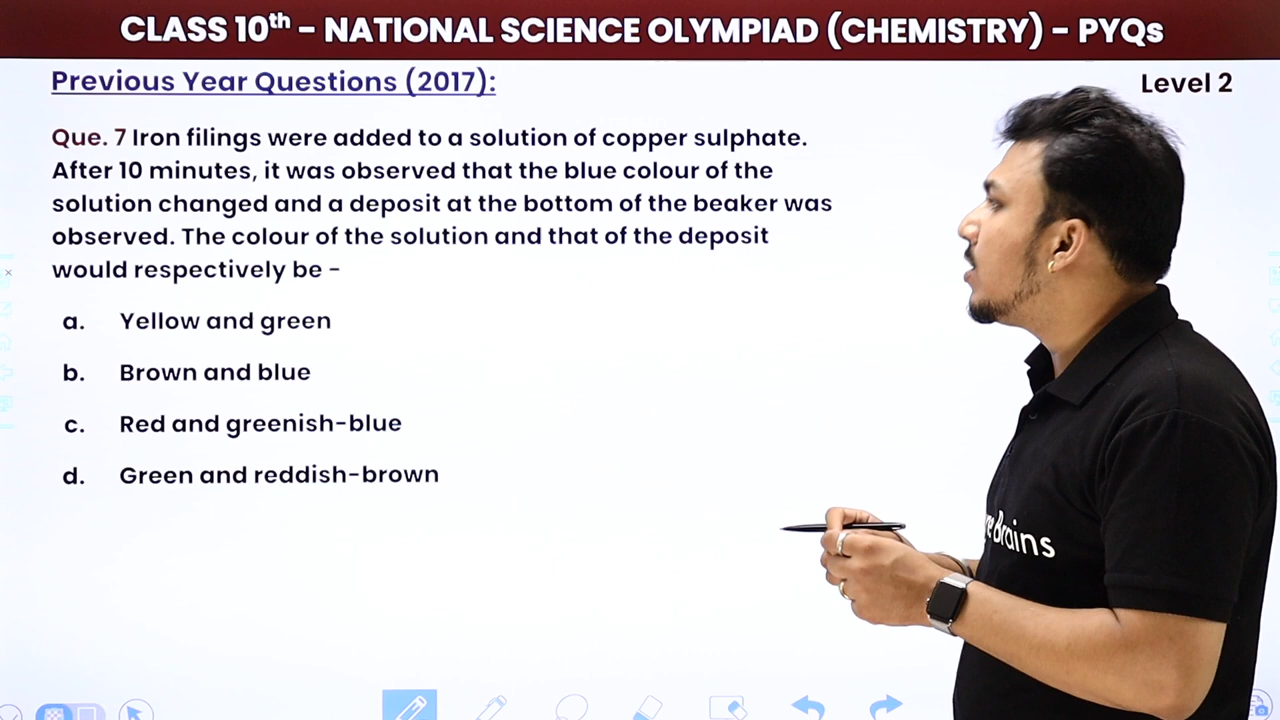 CLASS 10th - NATIONAL SCIENCE OLYMPIAD (CHEMISTRY) - PYQs
Previous Year Questions (2017):
Level 2
Que. 7 Iron filings were added to a solution of copper sulphate.
After 10 minutes, it was observed that the blue colour of the
solution changed and a deposit at the bottom of the beaker was
observed. The colour of the solution and that of the deposit
would respectively be -
a. Yellow and green
b. Brown and blue
c. Red and greenish-blue
d. Green and reddish-brown
Brains